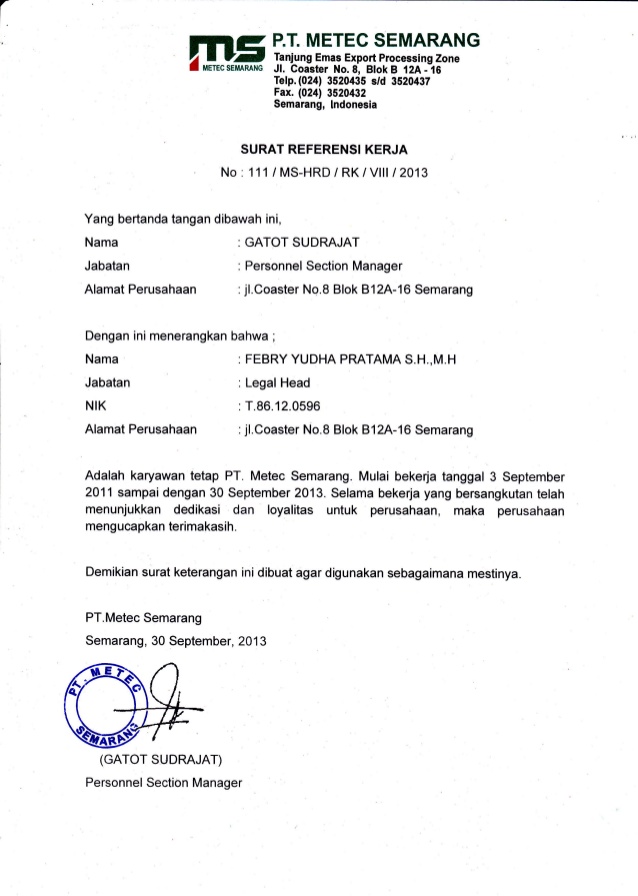 ms P.T. METEC SEMARANG
METEC SEMARANG
Tanjung Emas Export Processing Zone
Jl. Coaster No. 8, Blok B 12A - 16
Telp. (024) 3520435 s/d 3520437
Fax. (024) 3520432
Semarang, Indonesia
SURAT REFERENSI KERJA
No : 111 / MS-HRD / RK / VIII / 2013
Yang bertanda tangan dibawah ini,
Nama : GATOT SUDRAJAT
Jabatan : Personnel Section Manager
Alamat Perusahaan : jl.Coaster No.8 Blok B12A-16 Semarang
Dengan ini menerangkan bahwa ;
Nama : FEBRY YUDHA PRATAMA S.H.,M.H
Jabatan : Legal Head
NIK : T.86.12.0596
Alamat Perusahaan : jl.Coaster No.8 Blok B12A-16 Semarang
Adalah karyawan tetap PT. Metec Semarang. Mulai bekerja tanggal 3 September
2011 sampai dengan 30 September 2013. Selama bekerja yang bersangkutan telah
menunjukkan dedikasi dan loyalitas untuk perusahaan, maka perusahaan
mengucapkan terimakasih.
Demikian surat keterangan ini dibuat agar digunakan sebagaimana mestinya.
PT.Metec Semarang
Semarang, 30 September, 2013
PT. METEC
SEMARANG
(GATOT SUDRAJAT)
Personnel Section Manager